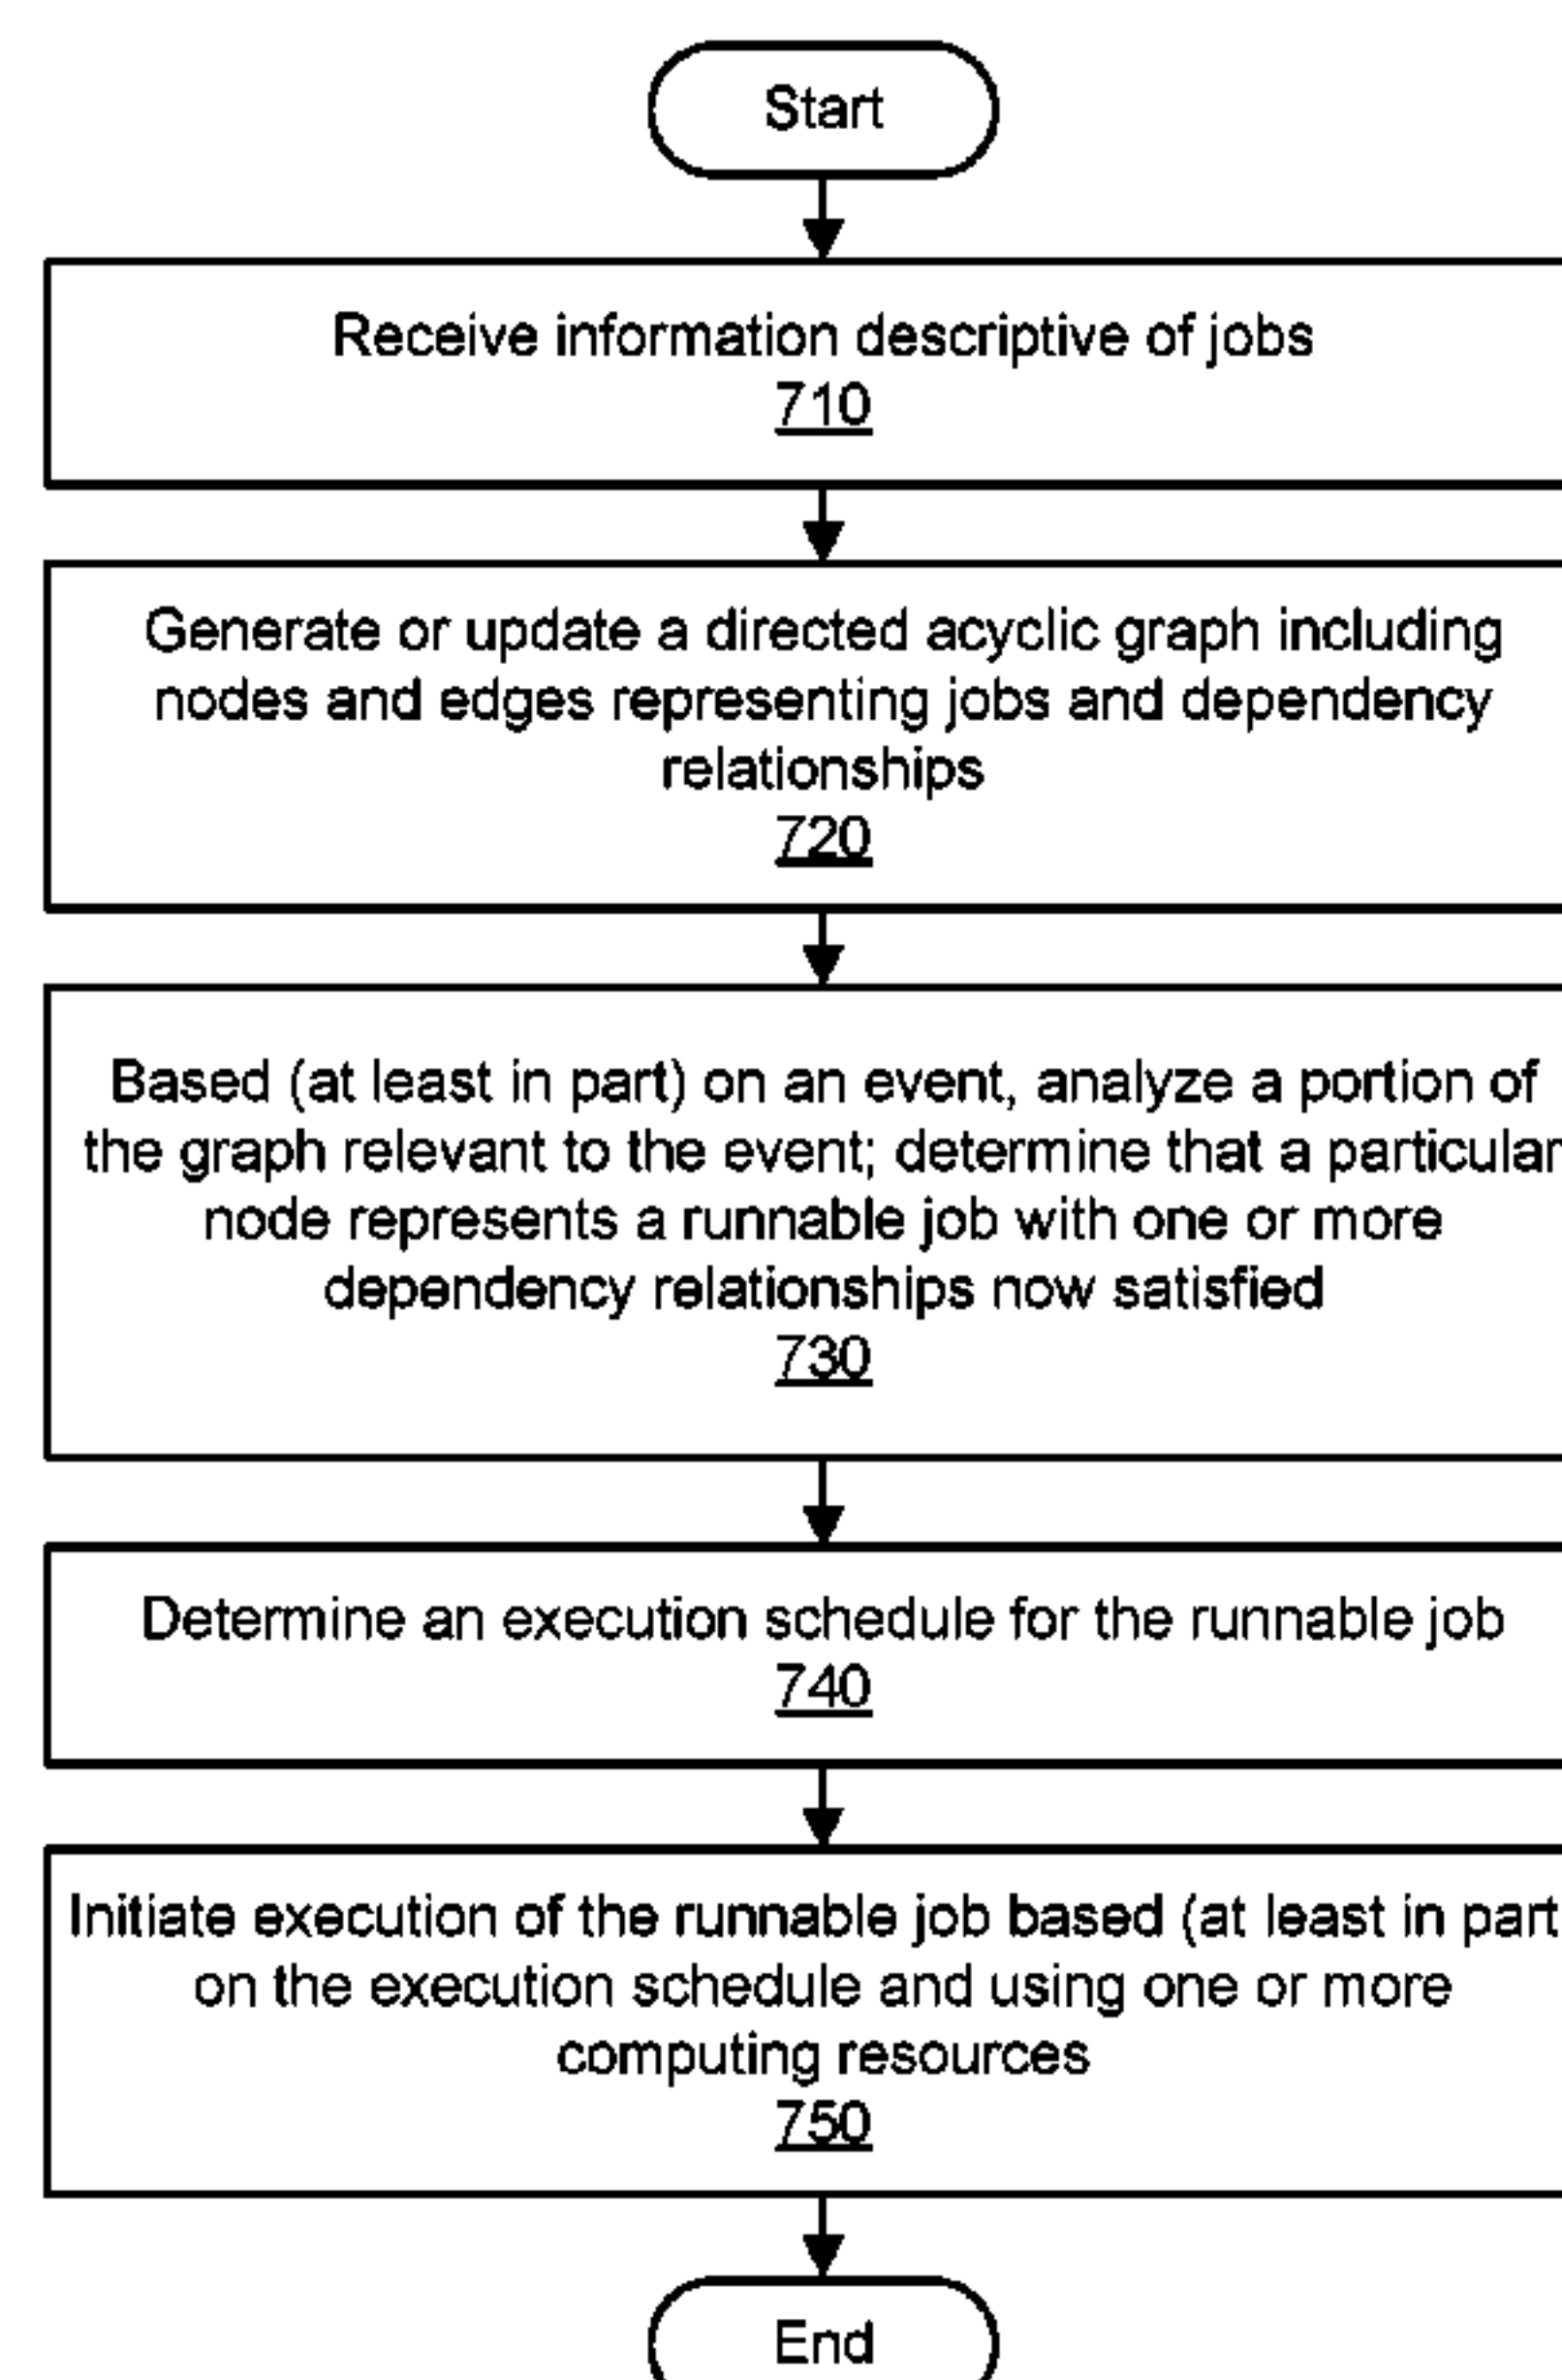 Start
Receive information descriptive of jobs
710
Generate or update a directed acyclic graph including
nodes and edges representing jobs and dependency
relationships
720
Based (at least in part) on an event, analyze a portion of
the graph relevant to the event; determine that a particular
node represents a runnable job with one or more
dependency relationships now satisfied
730
Determine an execution schedule for the runnable job
740
Initiate execution of the runnable job based (at least in part
on the execution schedule and using one or more
computing resources
750
End